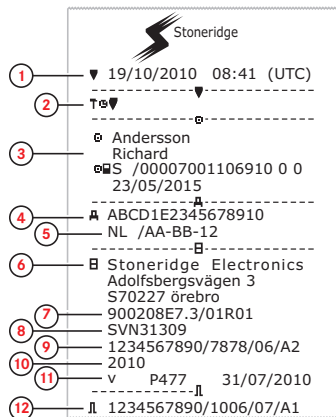 Stoneridge
1 ▼ 19/10/2010 08:41 (UTC)
2
3 Andersson
Richard
S /00007001106910 0 0
23/05/2015
4 A ABCD1E2345678910
5 NL /AA-BB-12
6 Stoneridge Electronics
Adolfsbergsvägen 3
S70227 örebro
7 900208E7.3/01R01
8 SVN31309
9 1234567890/7878/06/A2
10 2010
11 v P477 31/07/2010
12 1234567890/1006/07/A1